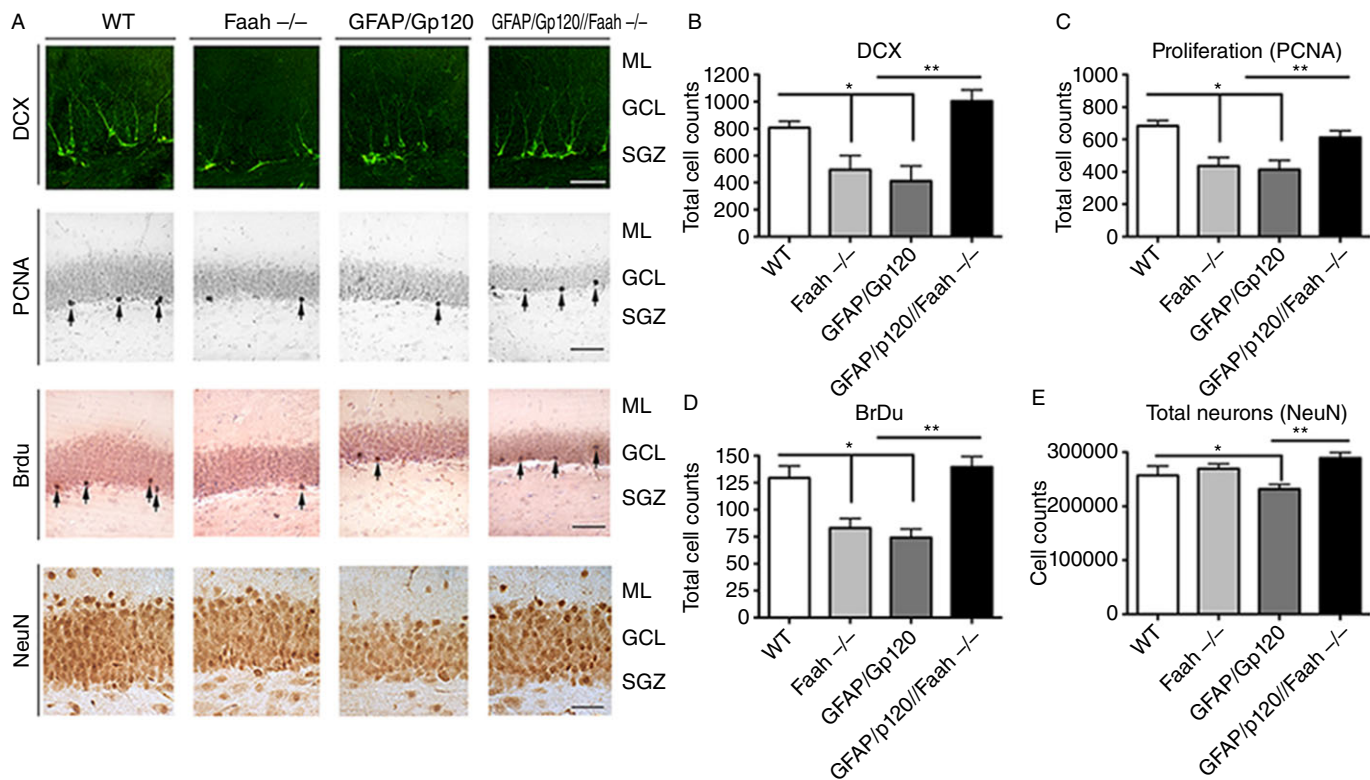 A
WT
Faah –/–
GFAP/Gp120
GFAP/Gp120//Faah –/–
DCX
ML
GCL
SGZ
PCNA
ML
GCL
SGZ
Brdu
ML
GCL
SGZ
NeuN
ML
GCL
SGZ
B
DCX
Total cell counts
1200
1000
800
600
400
200
0
*
**
WT
Faah –/–
GFAP/Gp120
GFAP/p120//Faah –/–
C
Proliferation (PCNA)
Total cell counts
1000
800
600
400
200
0
*
**
WT
Faah –/–
GFAP/Gp120
GFAP/p120//Faah –/–
D
BrDu
Total cell counts
150
125
100
75
50
25
0
*
**
WT
Faah –/–
GFAP/Gp120
GFAP/p120//Faah –/–
E
Total neurons (NeuN)
Cell counts
300000
200000
100000
0
*
**
WT
Faah –/–
GFAP/Gp120
GFAP/p120//Faah –/–